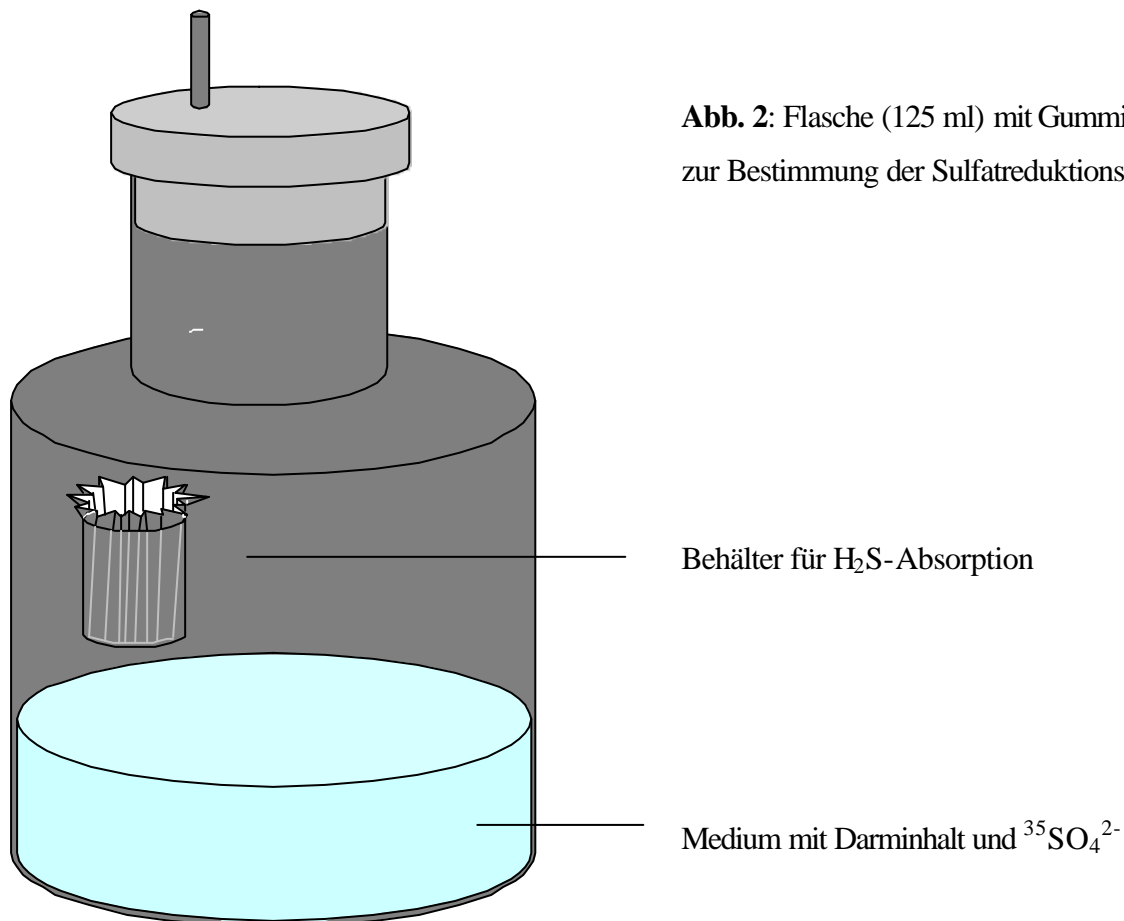 Abb. 2: Flasche (125 ml) mit Gummi
zur Bestimmung der Sulfatreduktions
Behälter für H₂S-Absorption
Medium mit Darminhalt und ³⁵SO₄²⁻